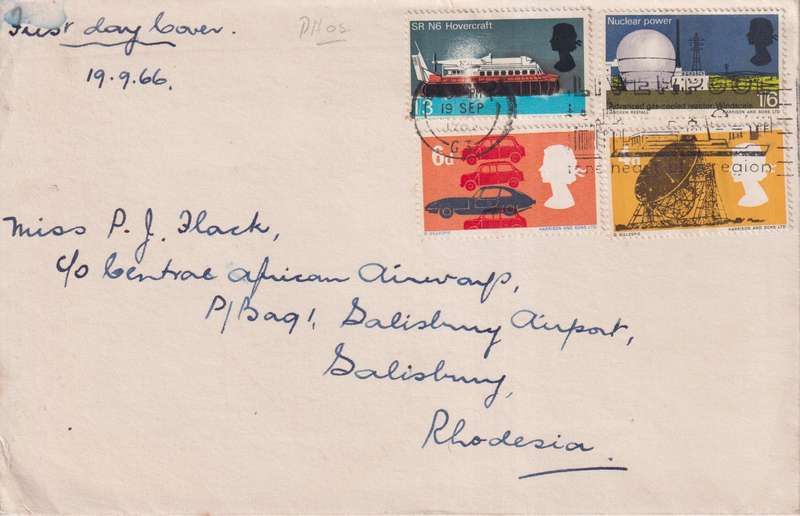 First day Cover.
19.9.66.
PHOS
SR N6 Hovercraft
1/3
Nuclear power
Advanced gas-cooled reactor-Windscale
1/6
HARRISON AND SONS LTD
19 SEP
6d
HARRISON AND SONS LTD
4d
HARRISON AND SONS LTD
region
Miss P. J. Flack,
c/o Central African Airways,
P/Bag 1, Salisbury Airport,
Salisbury,
Rhodesia.